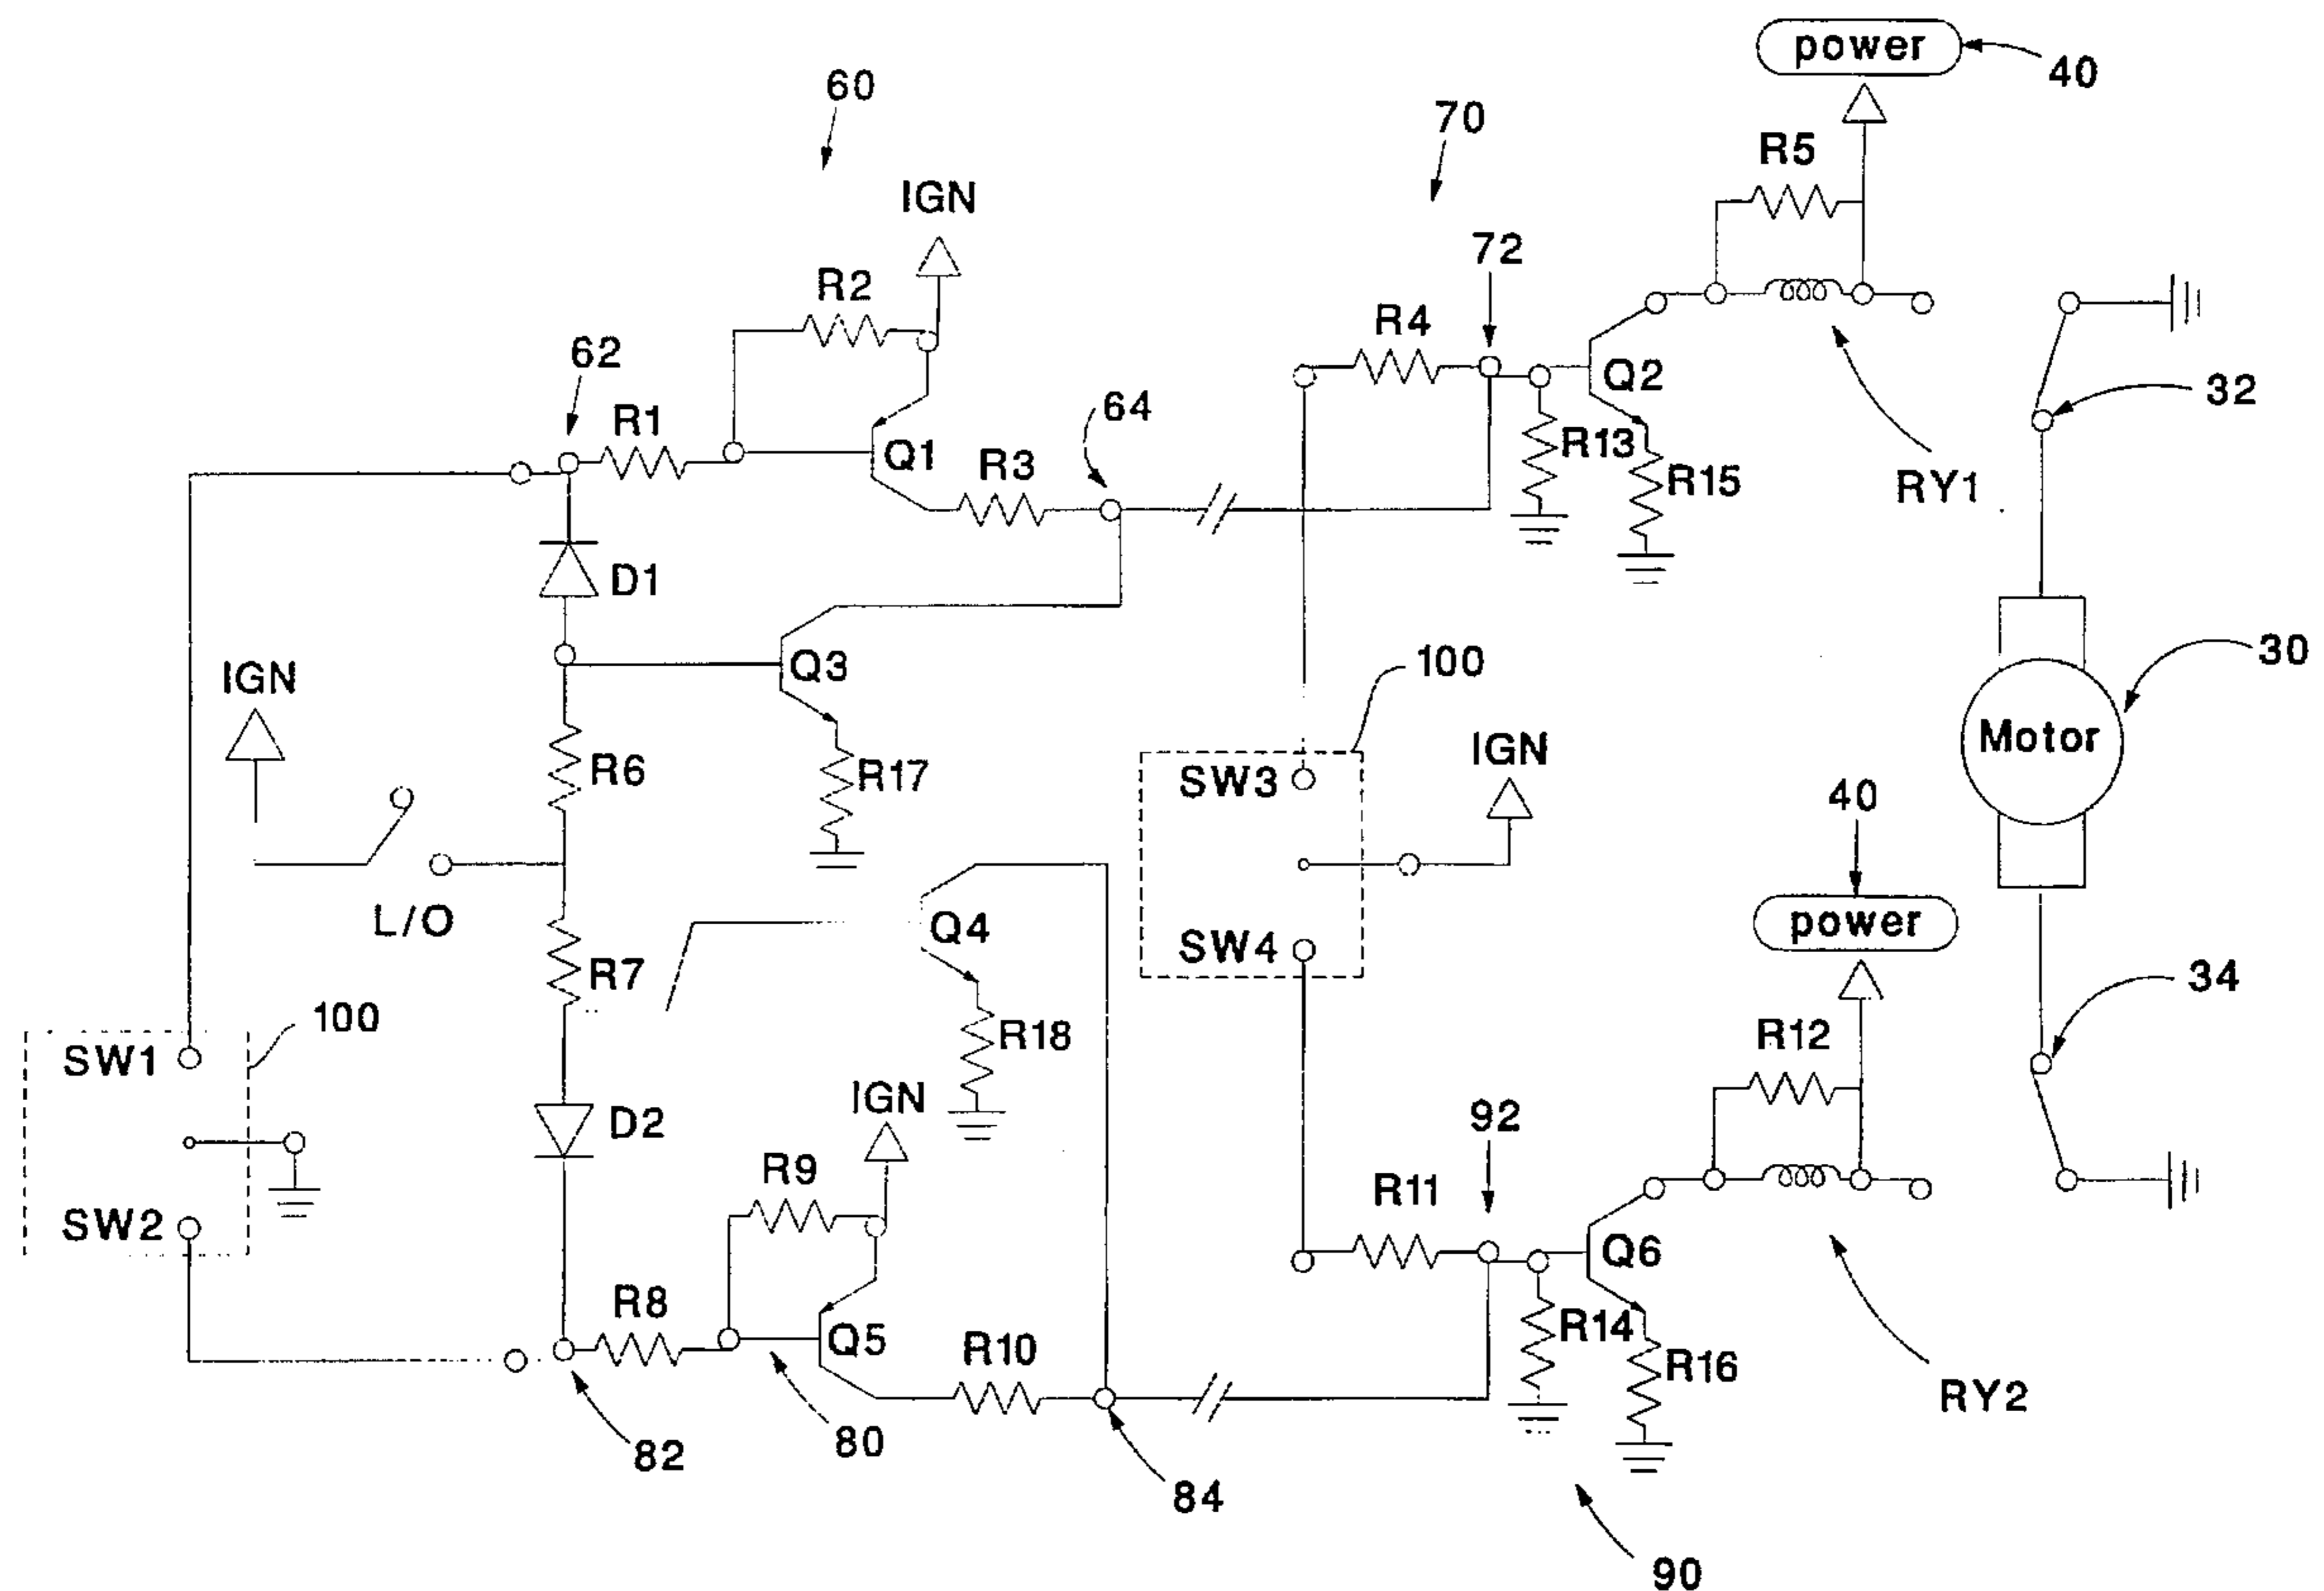 power
40
60
70
R5
IGN
72
R2
R4
62
Q2
32
R1
64
R13
Q1
R3
R15
RY1
D1
Q3
100
30
IGN
IGN
Motor
R6
R17
SW3
40
L/O
Q4
power
SW4
R7
34
100
R18
R12
SW1
IGN
D2
92
R9
R11
SW2
Q6
R8
R14
Q5
R10
R16
RY2
82
80
84
90